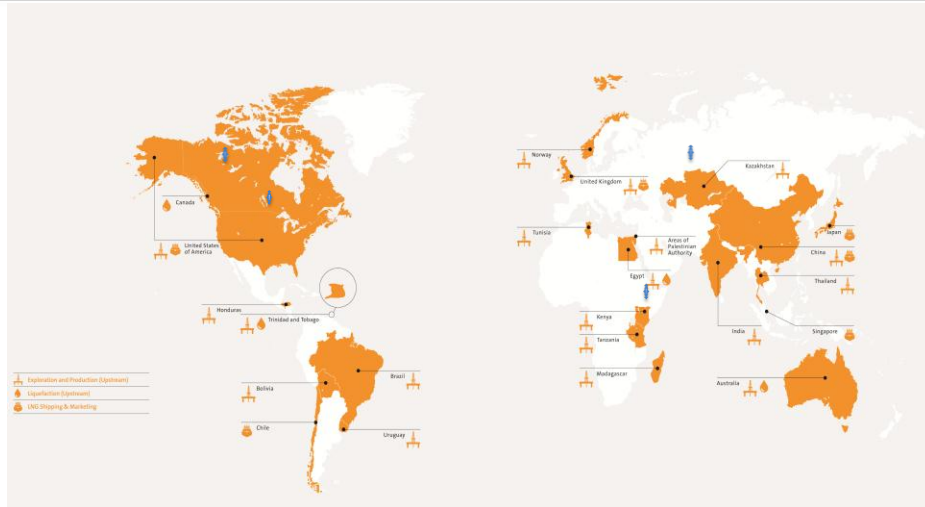 Norway
Kazakhstan
United Kingdom
Canada
Tunisia
Areas of
Palestinian
Authority
Japan
United States
of America
China
Egypt
Thailand
Honduras
Trinidad and Tobago
Kenya
India
Singapore
Tanzania
Madagascar
Exploration and Production (Upstream)
Brazil
Australia
Bolivia
Liquefaction (Upstream)
LNG Shipping & Marketing
Chile
Uruguay